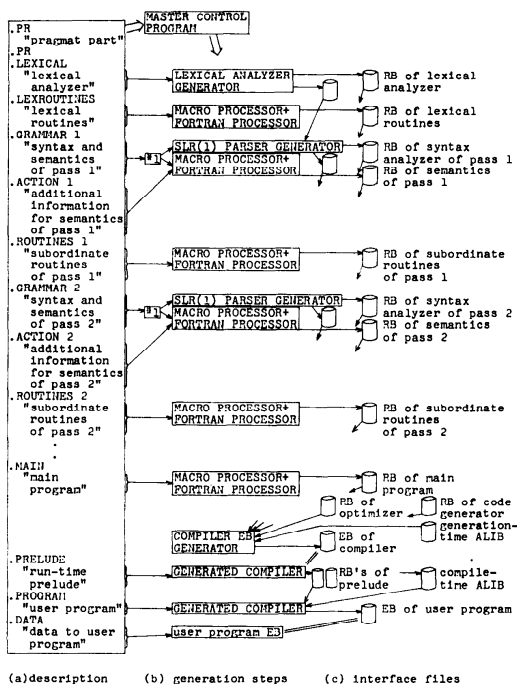 .PR
"pragmat part"
.PR
.LEXICAL
"lexical
analyzer"
.LEXROUTINES
"lexical
routines"
.GRAMMAR 1
"syntax and
semantics
of pass 1"
.ACTION 1
"additional
information
for semantics
of pass 1"
.ROUTINES 1
"subordinate
routines
of pass 1"
.GRAMMAR 2
"syntax and
semantics
of pass 2"
.ACTION 2
"additional
information
for semantics
of pass 2"
.ROUTINES 2
"subordinate
routines
of pass 2"
.MAIN
"main
program"
.PRELUDE
"run-time
prelude"
.PROGRAM
"user program"
.DATA
"data to user
program"
MASTER CONTROL
PROGRAM
LEXICAL ANALYZER
GENERATOR
MACRO PROCESSOR+
FORTRAN PROCESSOR
#1
SLR(1) PARSER GENERATOR
MACRO PROCESSOR+
FORTRAN PROCESSOR
MACRO PROCESSOR+
FORTRAN PROCESSOR
#1
SLR(1) PARSER GENERATOR
MACRO PROCESSOR+
FORTRAN PROCESSOR
MACRO PROCESSOR+
FORTRAN PROCESSOR
MACRO PROCESSOR+
FORTRAN PROCESSOR
COMPILER EB
GENERATOR
GENERATED COMPILER
GENERATED COMPILER
user program EB
RB of lexical
analyzer
RB of lexical
routines
RB of syntax
analyzer of pass 1
RB of semantics
of pass 1
RB of subordinate
routines
of pass 1
RB of syntax
analyzer of pass 2
RB of semantics
of pass 2
RB of subordinate
routines
of pass 2
RB of main
program
RB of
optimizer
RB of code
generator
generation-
time ALIB
EB of
compiler
RB's of
prelude
compile-
time ALIB
EB of user program
(a)description
(b) generation steps
(c) interface files